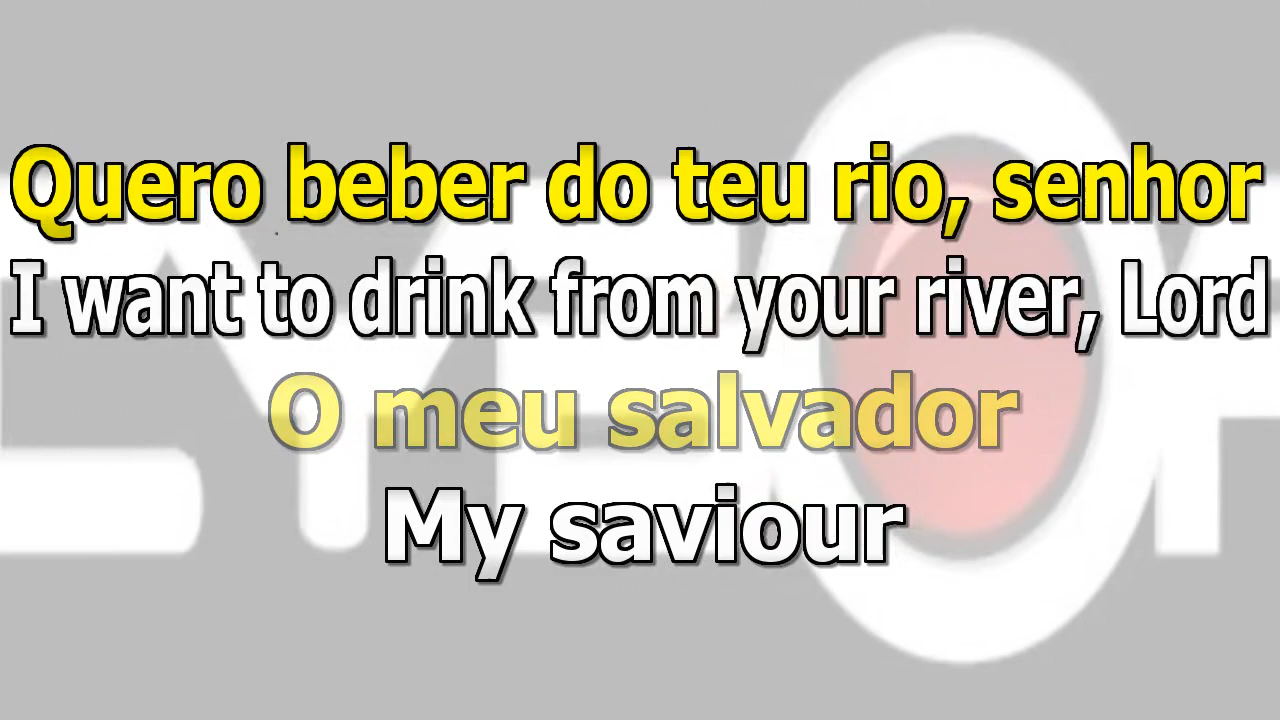 Quero beber do teu rio, senhor
I want to drink from your river, Lord
O meu salvador
My saviour